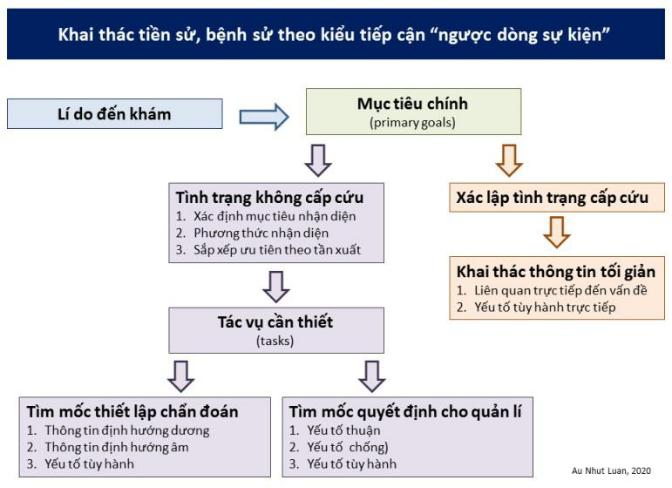 Khai thác tiền sử, bệnh sử theo kiểu tiếp cận “ngược dòng sự kiện”
Lí do đến khám
Mục tiêu chính
(primary goals)
Tình trạng không cấp cứu
1. Xác định mục tiêu nhận diện
2. Phương thức nhận diện
3. Sắp xếp ưu tiên theo tần xuất
Xác lập tình trạng cấp cứu
Khai thác thông tin tối giản
1. Liên quan trực tiếp đến vấn đề
2. Yếu tố tùy hành trực tiếp
Tác vụ cần thiết
(tasks)
Tìm mốc thiết lập chẩn đoán
1. Thông tin định hướng dương
2. Thông tin định hướng âm
3. Yếu tố tùy hành
Tìm mốc quyết định cho quản lí
1. Yếu tố thuận
2. Yếu tố chống)
3. Yếu tố tùy hành
Au Nhut Luan, 2020